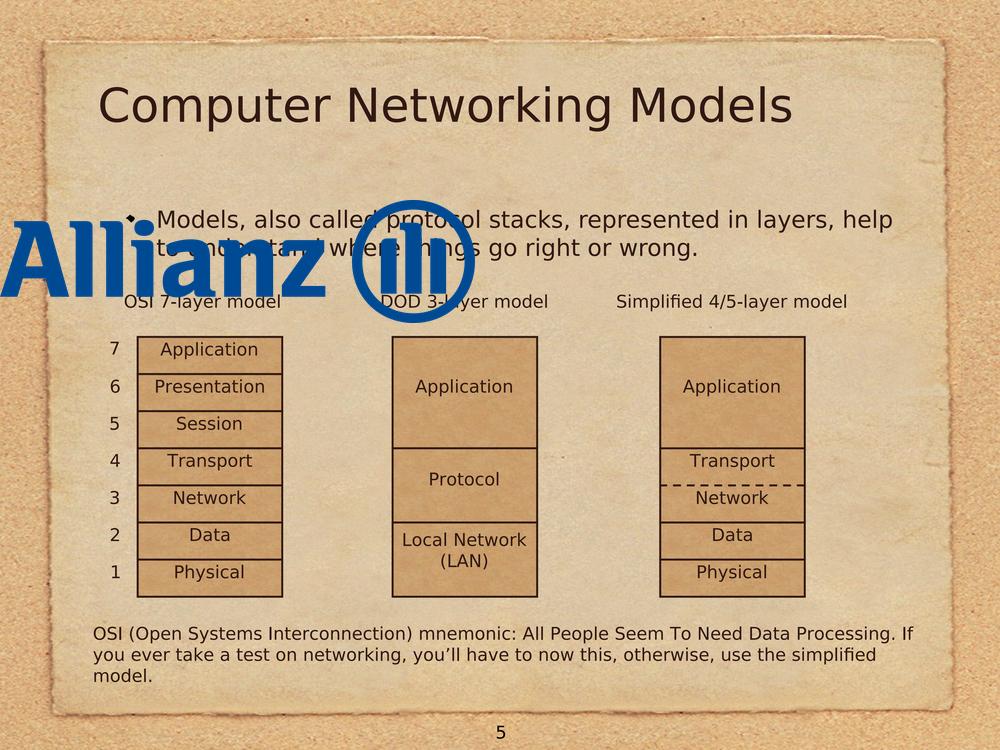 Computer Networking Models
Models, also called protocol stacks, represented in layers, help
to understand where things go right or wrong.
Allianz
OSI 7-layer model DOD 3-layer model Simplified 4/5-layer model
7 Application
6 Presentation Application Application
5 Session
4 Transport Transport
Protocol
3 Network Network
2 Data Local Network Data
(LAN)
1 Physical Physical
OSI (Open Systems Interconnection) mnemonic: All People Seem To Need Data Processing. If
you ever take a test on networking, you’ll have to now this, otherwise, use the simplified
model.
5